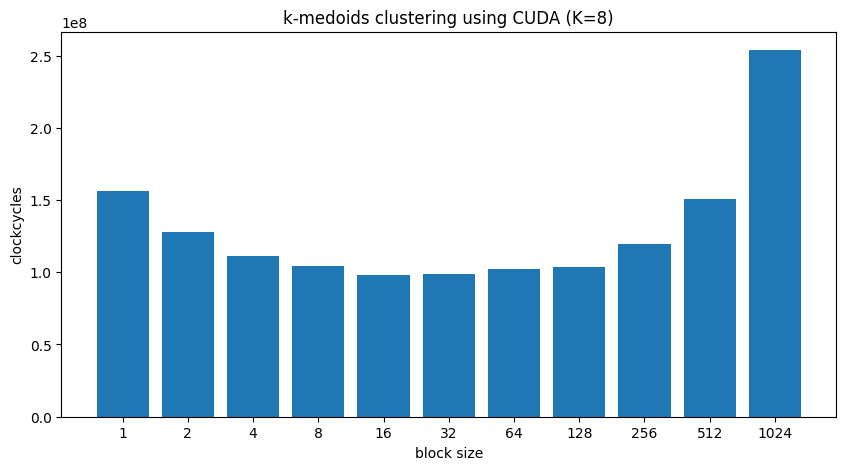 k-medoids clustering using CUDA (K=8)
1e8
2.5
2.0
1.5
1.0
0.5
0.0
clockcycles
1 2 4 8 16 32 64 128 256 512 1024
block size